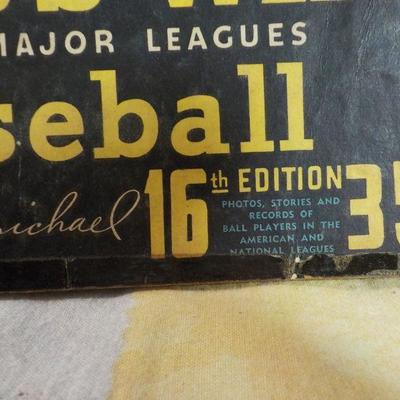 MAJOR LEAGUES
seball
michael 16th EDITION 35
PHOTOS, STORIES AND
RECORDS OF
BALL PLAYERS IN THE
AMERICAN AND
NATIONAL LEAGUES